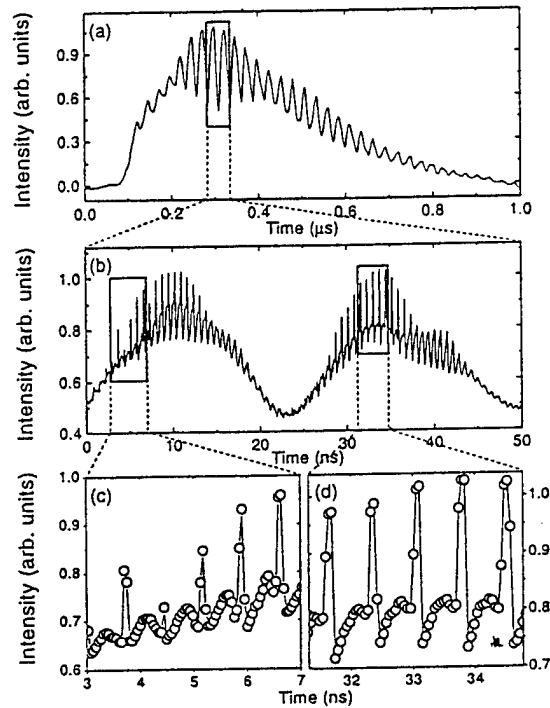 (a)
Intensity (arb. units)
0.9
0.6
0.3
0.0
0.0 0.2 0.4 0.6 0.8 1.0
Time (μs)
(b)
Intensity (arb. units)
1.0
0.8
0.6
0.4
0 10 20 30 40 50
Time (ns)
(c)
Intensity (arb. units)
1.0
0.9
0.8
0.7
0.6
3 4 5 6 7
(d)
1.0
0.9
0.8
0.7
32 33 34
Time (ns)